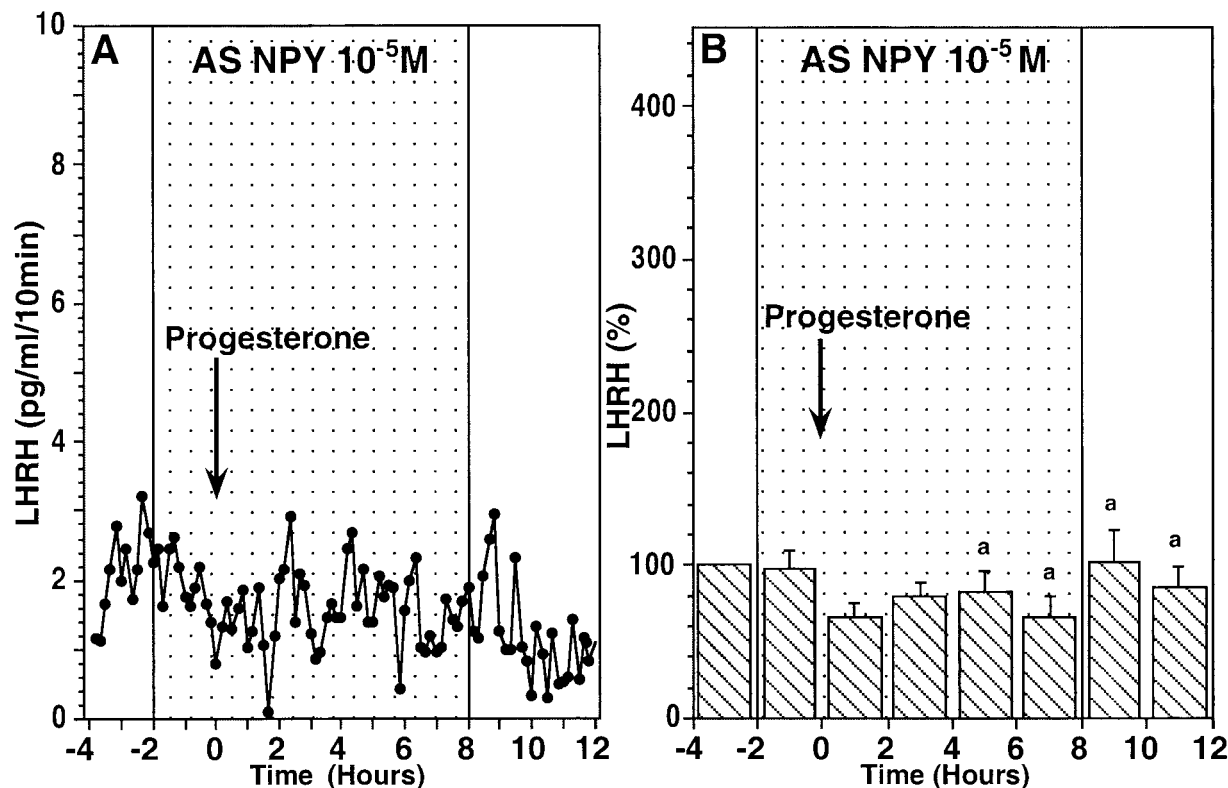 A
AS NPY 10⁻⁵M
Progesterone
LHRH (pg/ml/10min)
10
8
6
4
2
0
-4 -2 0 2 4 6 8 10 12
Time (Hours)
B
AS NPY 10⁻⁵M
Progesterone
LHRH (%)
400
300
200
100
0
a
a
a
a
-4 -2 0 2 4 6 8 10 12
Time (Hours)